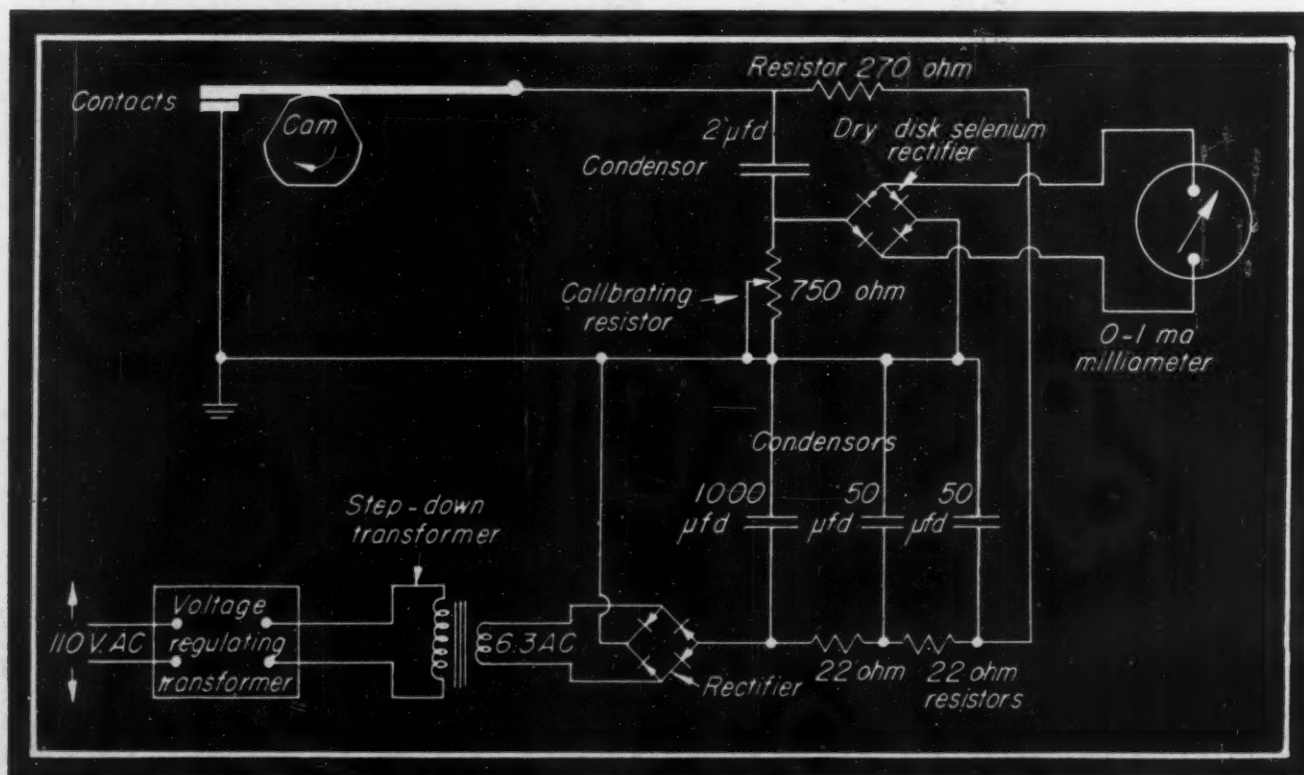 Resistor 270 ohm
Contacts
Cam
2 µfd
Dry disk selenium
rectifier
Condensor
Callbrating
resistor
750 ohm
0-1 ma
milliameter
Condensors
1000
µfd
50
µfd
50
µfd
Step-down
transformer
110 V. AC
Voltage
regulating
transformer
6.3 AC
Rectifier
22 ohm
22 ohm
resistors